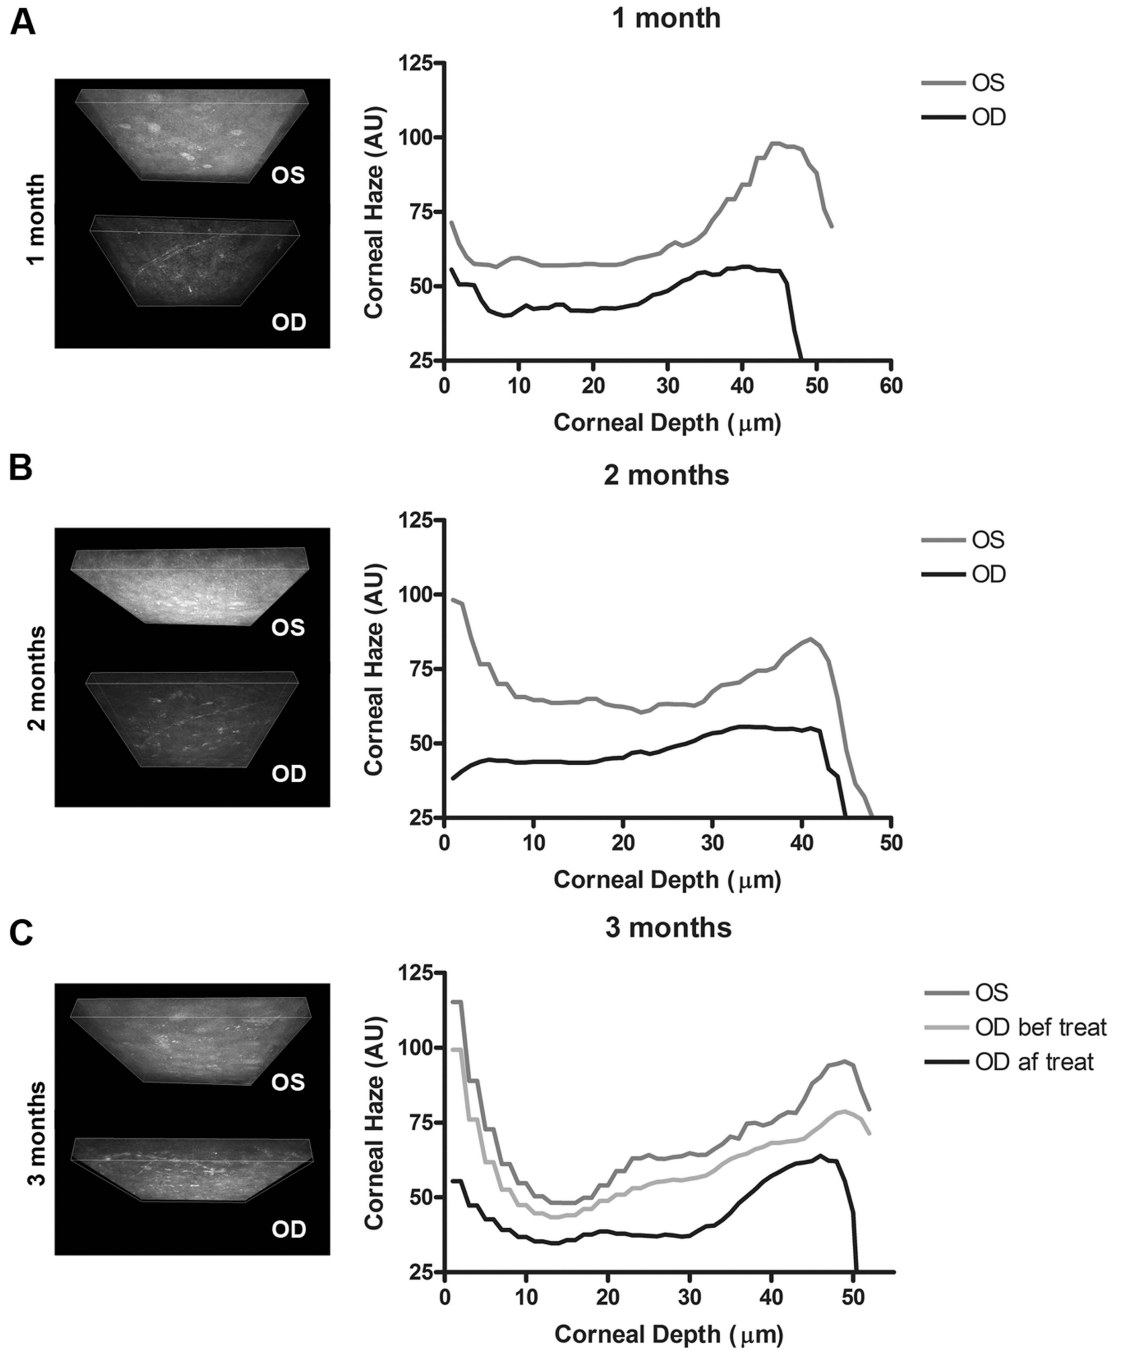 A
1 month
1 month
OS
OD
Corneal Haze (AU)
125
100
75
50
25
0 10 20 30 40 50 60
Corneal Depth (μm)
OS
OD
B
2 months
2 months
OS
OD
Corneal Haze (AU)
125
100
75
50
25
0 10 20 30 40 50
Corneal Depth (μm)
OS
OD
C
3 months
3 months
OS
OD
Corneal Haze (AU)
125
100
75
50
25
0 10 20 30 40 50
Corneal Depth (μm)
OS
OD bef treat
OD af treat